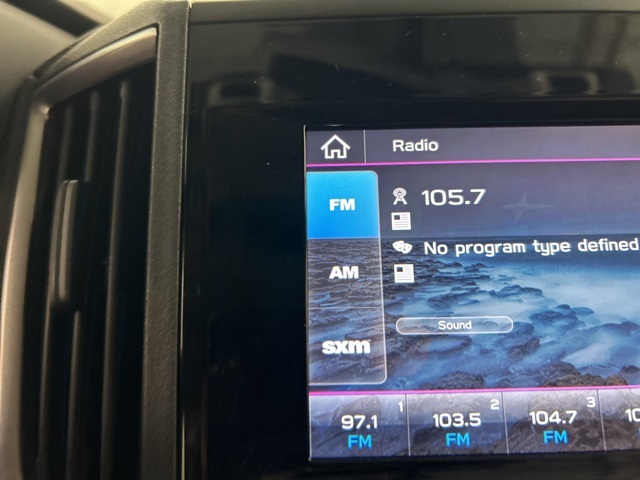 Radio
FM
105.7
No program type defined
AM
Sound
sxm
1
2
3
97.1
103.5
104.7
10
FM
FM
FM